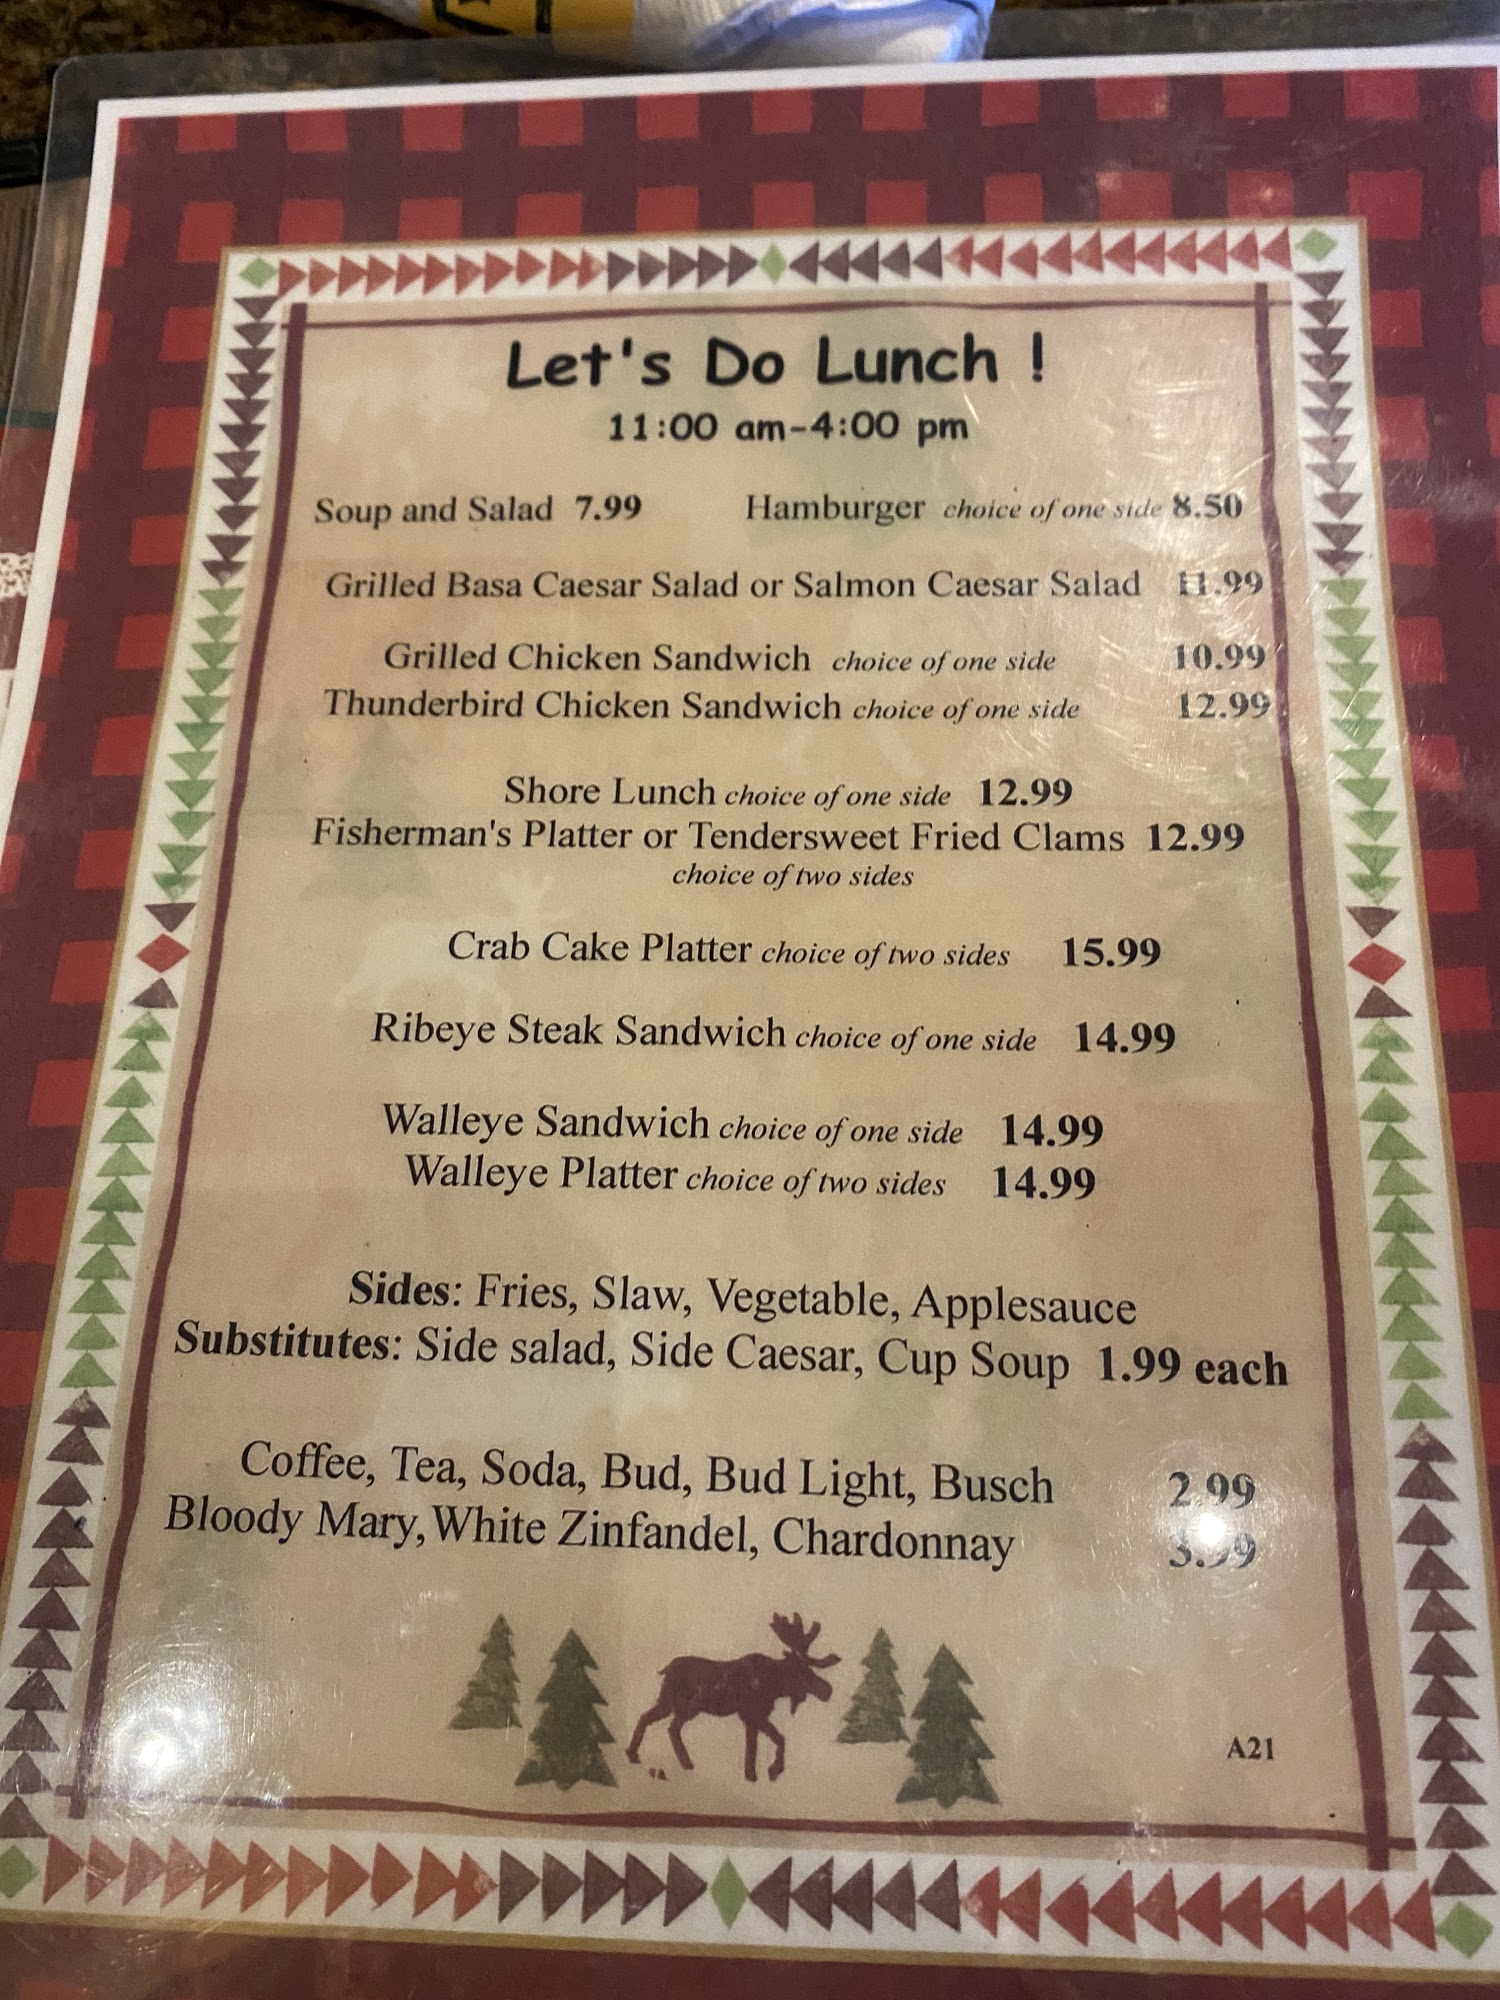 Let's Do Lunch !
11:00 am-4:00 pm
Soup and Salad 7.99 Hamburger choice of one side 8.50
Grilled Basa Caesar Salad or Salmon Caesar Salad 11.99
Grilled Chicken Sandwich choice of one side 10.99
Thunderbird Chicken Sandwich choice of one side 12.99
Shore Lunch choice of one side 12.99
Fisherman's Platter or Tendersweet Fried Clams 12.99
choice of two sides
Crab Cake Platter choice of two sides 15.99
Ribeye Steak Sandwich choice of one side 14.99
Walleye Sandwich choice of one side 14.99
Walleye Platter choice of two sides 14.99
Sides: Fries, Slaw, Vegetable, Applesauce
Substitutes: Side salad, Side Caesar, Cup Soup 1.99 each
Coffee, Tea, Soda, Bud, Bud Light, Busch 2.99
Bloody Mary, White Zinfandel, Chardonnay 3.99
A21